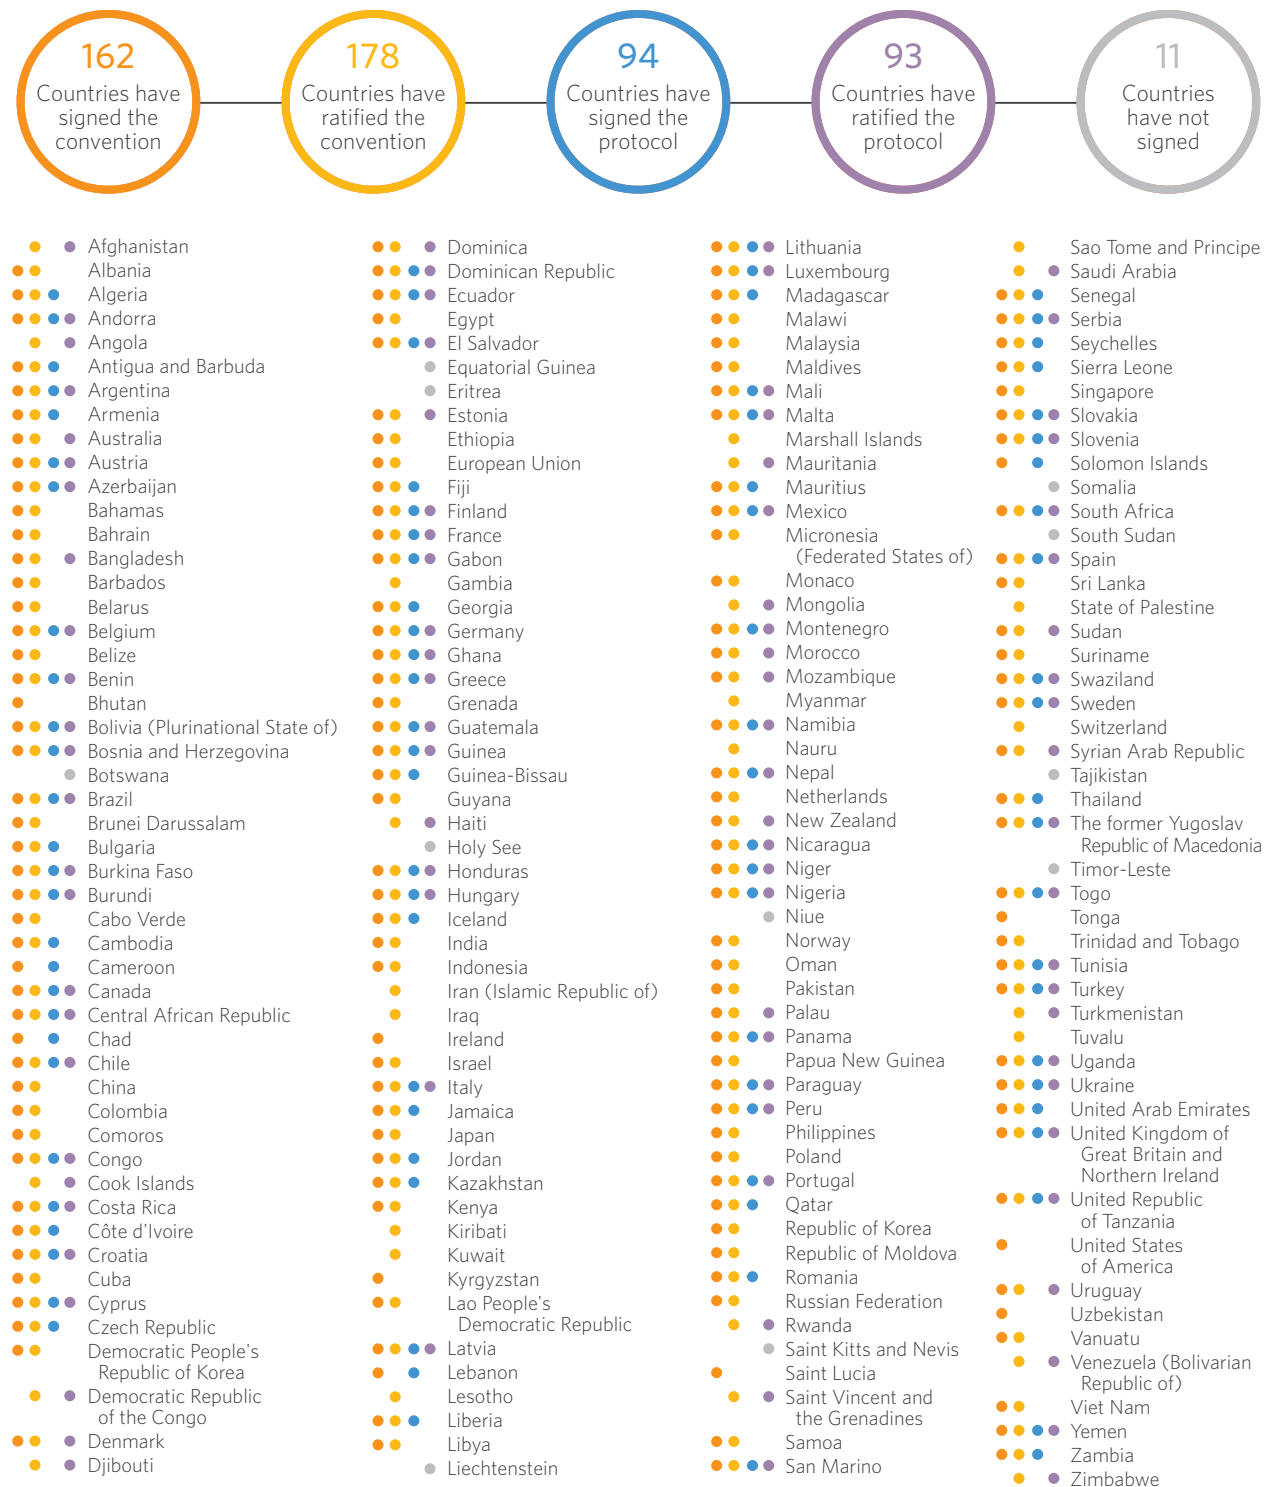 162
Countries have
signed the
convention
178
Countries have
ratified the
convention
94
Countries have
signed the
protocol
93
Countries have
ratified the
protocol
11
Countries
have not
signed
Afghanistan
Albania
Algeria
Andorra
Angola
Antigua and Barbuda
Argentina
Armenia
Australia
Austria
Azerbaijan
Bahamas
Bahrain
Bangladesh
Barbados
Belarus
Belgium
Belize
Benin
Bhutan
Bolivia (Plurinational State of)
Bosnia and Herzegovina
Botswana
Brazil
Brunei Darussalam
Bulgaria
Burkina Faso
Burundi
Cabo Verde
Cambodia
Cameroon
Canada
Central African Republic
Chad
Chile
China
Colombia
Comoros
Congo
Cook Islands
Costa Rica
Côte d'Ivoire
Croatia
Cuba
Cyprus
Czech Republic
Democratic People's
Republic of Korea
Democratic Republic
of the Congo
Denmark
Djibouti
Dominica
Dominican Republic
Ecuador
Egypt
El Salvador
Equatorial Guinea
Eritrea
Estonia
Ethiopia
European Union
Fiji
Finland
France
Gabon
Gambia
Georgia
Germany
Ghana
Greece
Grenada
Guatemala
Guinea
Guinea-Bissau
Guyana
Haiti
Holy See
Honduras
Hungary
Iceland
India
Indonesia
Iran (Islamic Republic of)
Iraq
Ireland
Israel
Italy
Jamaica
Japan
Jordan
Kazakhstan
Kenya
Kiribati
Kuwait
Kyrgyzstan
Lao People's
Democratic Republic
Latvia
Lebanon
Lesotho
Liberia
Libya
Liechtenstein
Lithuania
Luxembourg
Madagascar
Malawi
Malaysia
Maldives
Mali
Malta
Marshall Islands
Mauritania
Mauritius
Mexico
Micronesia
(Federated States of)
Monaco
Mongolia
Montenegro
Morocco
Mozambique
Myanmar
Namibia
Nauru
Nepal
Netherlands
New Zealand
Nicaragua
Niger
Nigeria
Niue
Norway
Oman
Pakistan
Palau
Panama
Papua New Guinea
Paraguay
Peru
Philippines
Poland
Portugal
Qatar
Republic of Korea
Republic of Moldova
Romania
Russian Federation
Rwanda
Saint Kitts and Nevis
Saint Lucia
Saint Vincent and
the Grenadines
Samoa
San Marino
Sao Tome and Principe
Saudi Arabia
Senegal
Serbia
Seychelles
Sierra Leone
Singapore
Slovakia
Slovenia
Solomon Islands
Somalia
South Africa
South Sudan
Spain
Sri Lanka
State of Palestine
Sudan
Suriname
Swaziland
Sweden
Switzerland
Syrian Arab Republic
Tajikistan
Thailand
The former Yugoslav
Republic of Macedonia
Timor-Leste
Togo
Tonga
Trinidad and Tobago
Tunisia
Turkey
Turkmenistan
Tuvalu
Uganda
Ukraine
United Arab Emirates
United Kingdom of
Great Britain and
Northern Ireland
United Republic
of Tanzania
United States
of America
Uruguay
Uzbekistan
Vanuatu
Venezuela (Bolivarian
Republic of)
Viet Nam
Yemen
Zambia
Zimbabwe